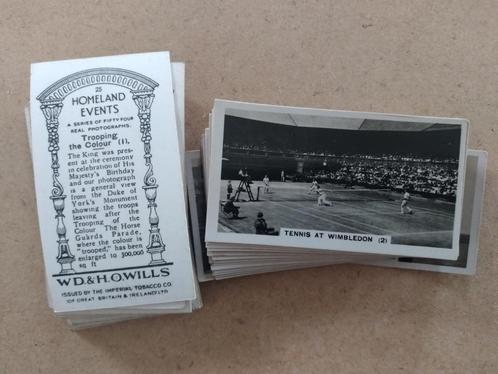 25
HOMELAND
EVENTS
A SERIES OF FIFTY FOUR
REAL PHOTOGRAPHS.
Trooping
the Colour (1).
The King was pres-
ent at the ceremony
in celebration of His
Majesty's Birthday
and our photograph
is a general view
from the Duke of
York's Monument
showing the troops
leaving after the
Trooping of the
Colour. The Horse
Guards Parade,
where the colour is
"trooped," has been
enlarged to 300,000
sq ft
W.D. & H.O. WILLS
ISSUED BY THE IMPERIAL TOBACCO CO.
(OF GREAT BRITAIN & IRELAND) LTD
TENNIS AT WIMBLEDON (2)